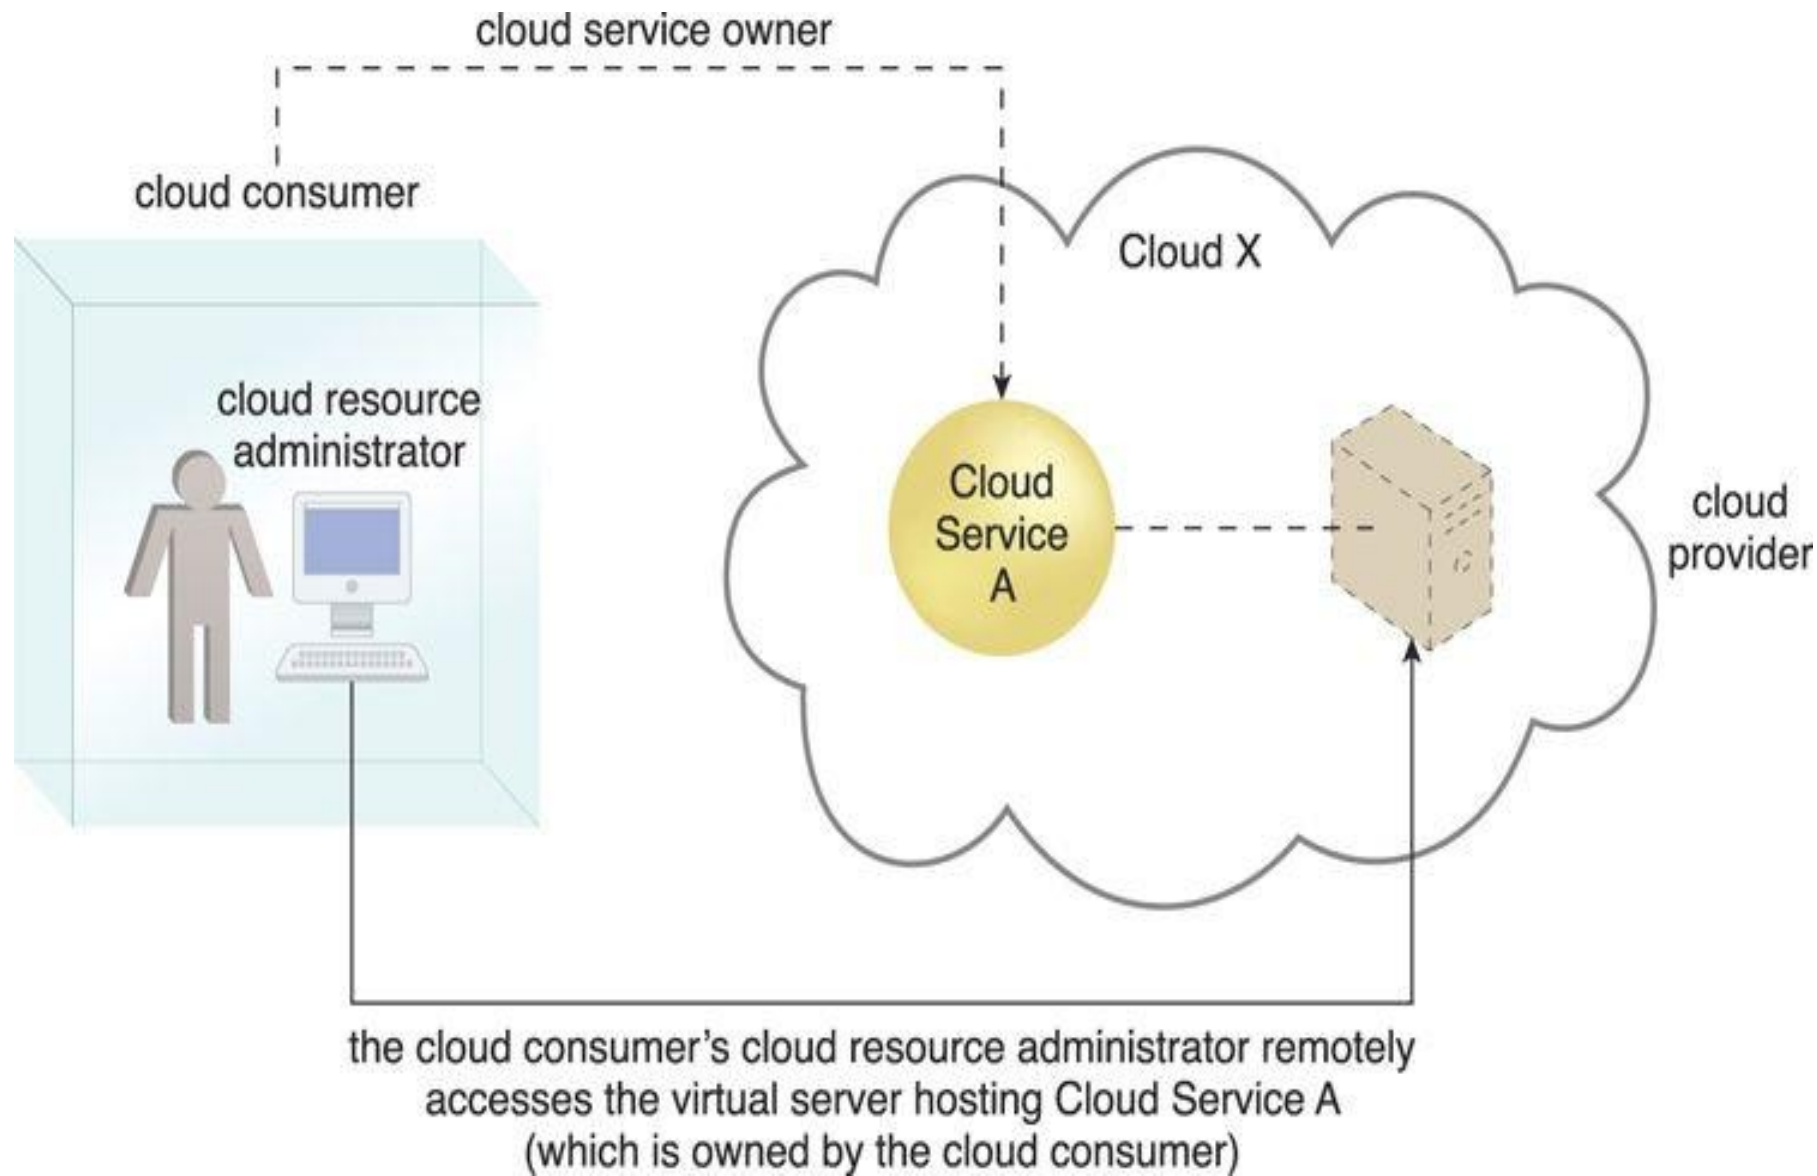 cloud service owner
cloud consumer
Cloud X
cloud resource
administrator
Cloud
Service
A
cloud
provider
the cloud consumer’s cloud resource administrator remotely
accesses the virtual server hosting Cloud Service A
(which is owned by the cloud consumer)